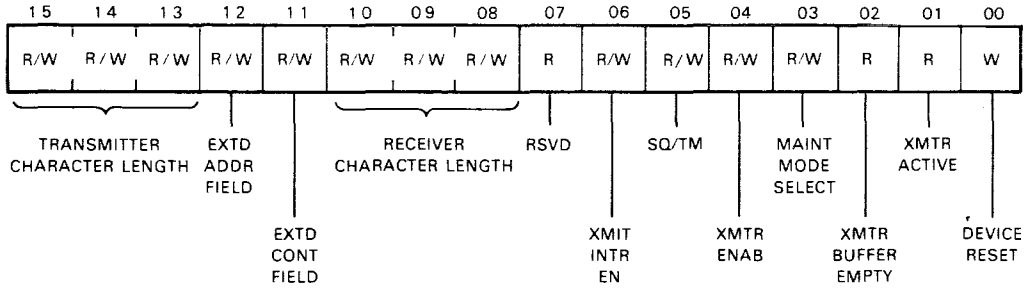 15 14 13 12 11 10 09 08 07 06 05 04 03 02 01 00
R/W R/W R/W R/W R/W R/W R/W R/W R R/W R/W R/W R/W R R W
TRANSMITTER EXTD RECEIVER RSVD SQ/TM MAINT XMTR
CHARACTER LENGTH ADDR CHARACTER LENGTH MODE ACTIVE
FIELD SELECT
EXTD XMIT XMTR XMTR DEVICE
CONT INTR ENAB BUFFER RESET
FIELD EN EMPTY